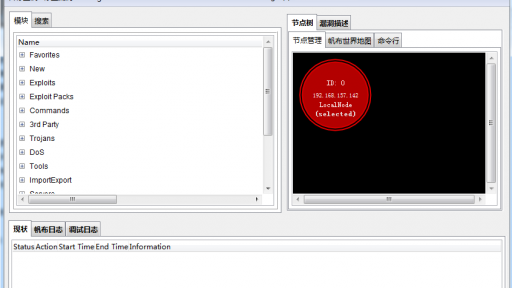 模块 搜索
节点树 漏洞描述
Name
Favorites
New
Exploits
Exploit Packs
Commands
3rd Party
Trojans
DoS
Tools
ImportExport
节点管理 帆布世界地图 命令行
ID: 0
192.168.157.142
LocalNode
(selected)
现状 帆布日志 调试日志
Status Action Start Time End Time Information